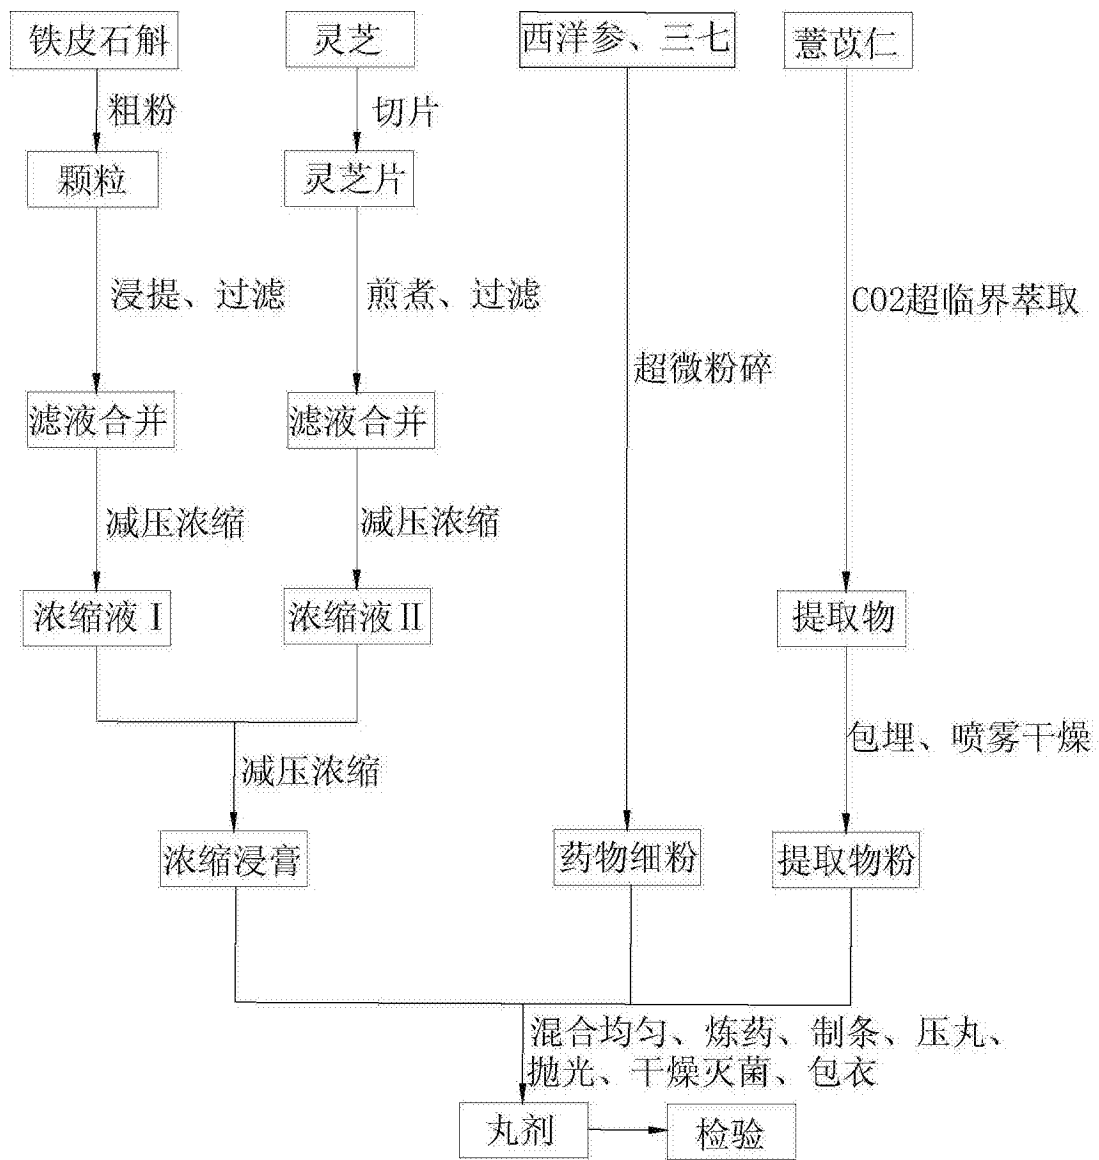 铁皮石斛
灵芝
西洋参、三七
薏苡仁
粗粉
切片
颗粒
灵芝片
浸提、过滤
煎煮、过滤
CO2超临界萃取
超微粉碎
滤液合并
滤液合并
减压浓缩
减压浓缩
浓缩液Ⅰ
浓缩液Ⅱ
提取物
包埋、喷雾干燥
减压浓缩
浓缩浸膏
药物细粉
提取物粉
混合均匀、炼药、制条、压丸、
抛光、干燥灭菌、包衣
丸剂
检验